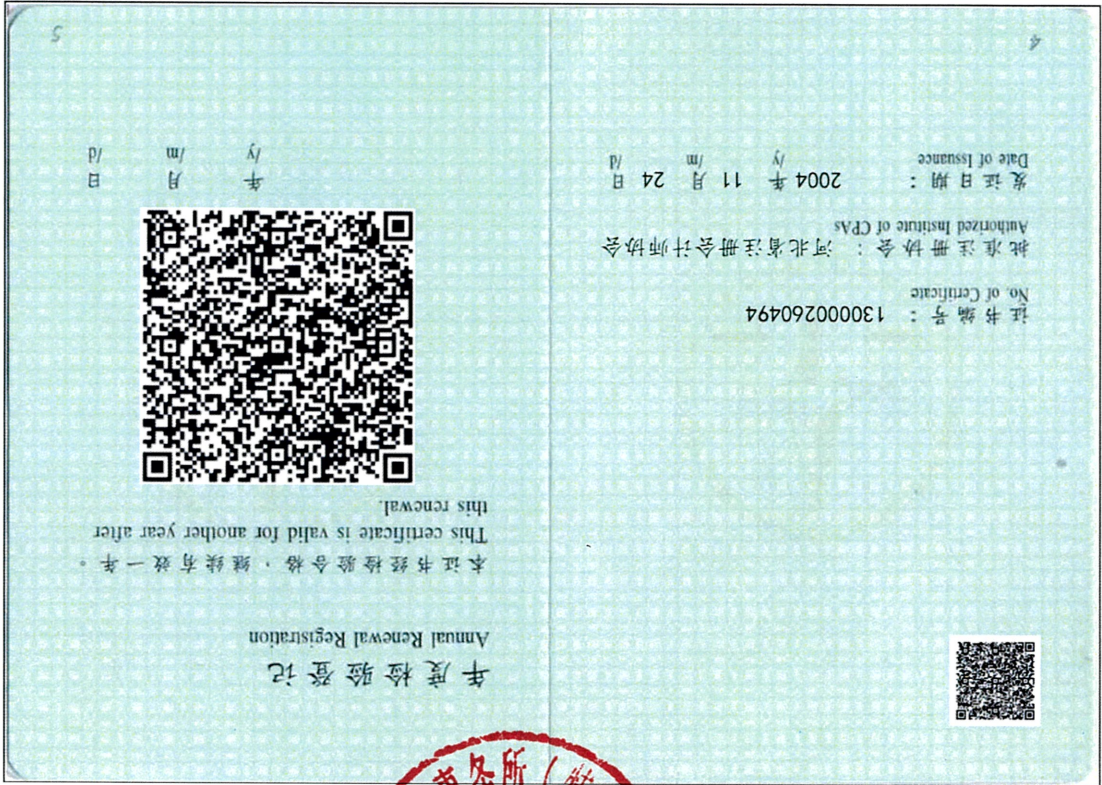 证书编号： 130000260494
No. of Certificate
批准注册协会： 河北省注册会计师协会
Authorized Institute of CPAs
发证日期： 2004 年 11 月 24 日
Date of Issuance /y /m /d
4
年度检验登记
Annual Renewal Registration
本证书经检验合格，继续有效一年。
This certificate is valid for another year after
this renewal.
年 月 日
/y /m /d
5
事务所（特